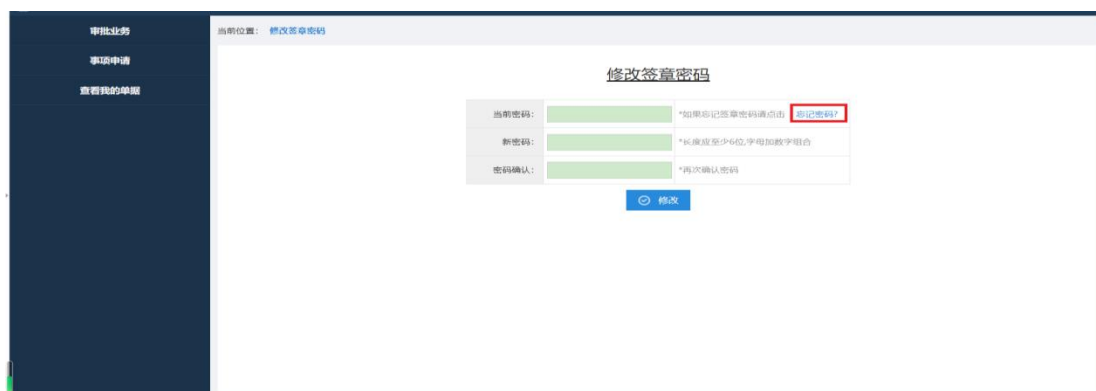 审批业务
事项申请
查看我的单据
当前位置： 修改签章密码
修改签章密码
当前密码： *如果忘记签章密码请点击 忘记密码?
新密码： *长度应至少6位,字母加数字组合
密码确认： *再次确认密码
修改